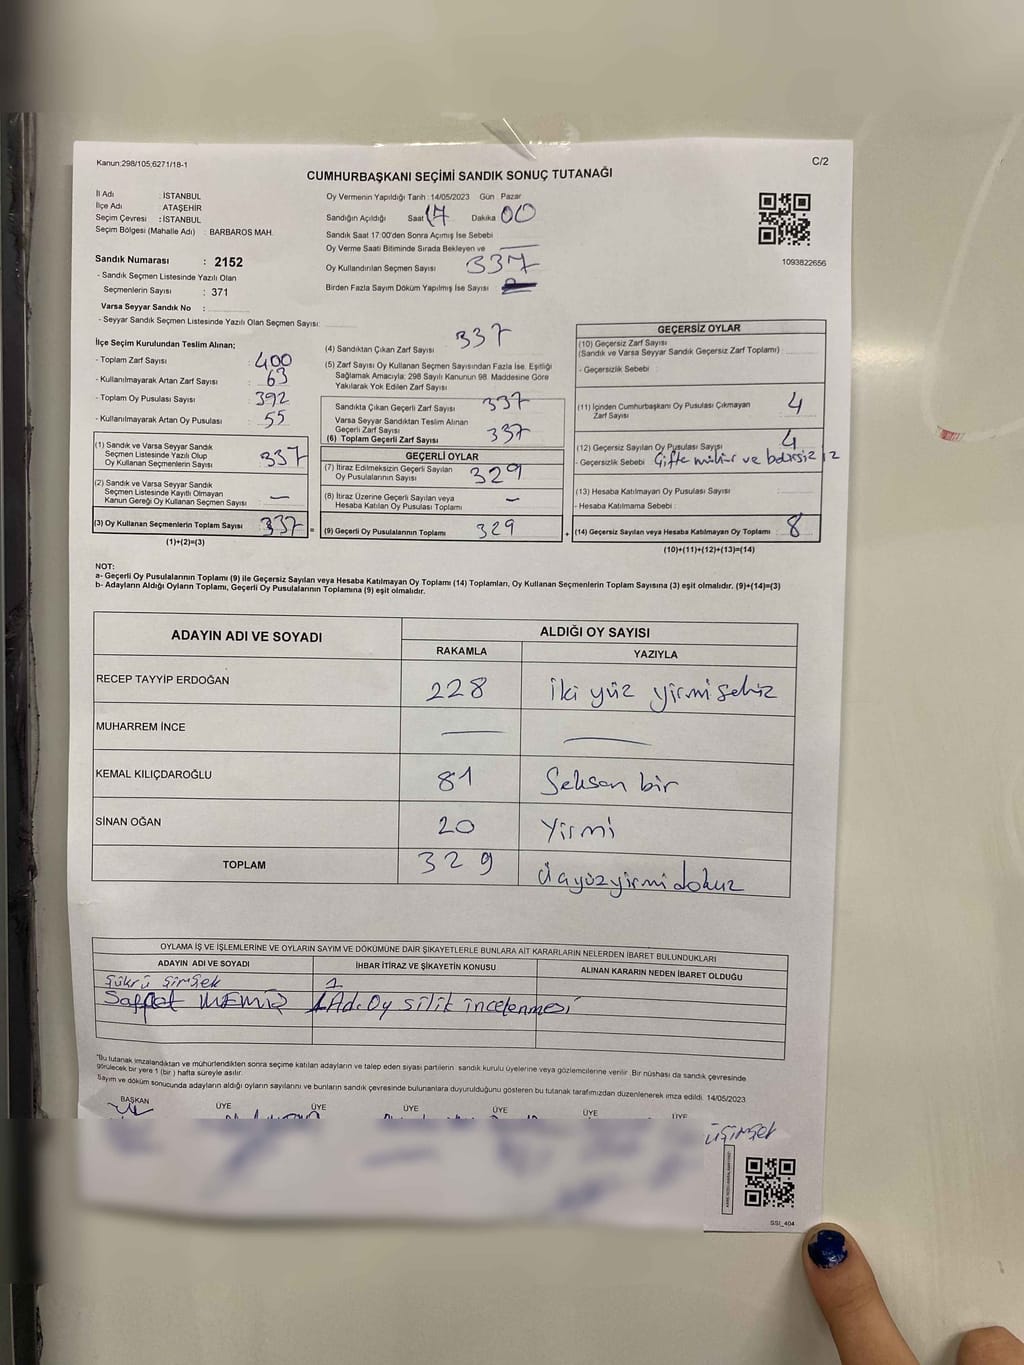 Kanun:298/105,6271/18-1
C/2
CUMHURBAŞKANI SEÇİMİ SANDIK SONUÇ TUTANAĞI
İl Adı : İSTANBUL
İlçe Adı : ATAŞEHİR
Seçim Çevresi : İSTANBUL
Seçim Bölgesi (Mahalle Adı) : BARBAROS MAH.
Sandık Numarası : 2152
- Sandık Seçmen Listesinde Yazılı Olan
Seçmenlerin Sayısı : 371
Varsa Seyyar Sandık No :
- Seyyar Sandık Seçmen Listesinde Yazılı Olan Seçmen Sayısı:
Oy Vermenin Yapıldığı Tarih : 14/05/2023 Gün Pazar
Sandığın Açıldığı Saat 17 Dakika 00
Sandık Saat 17:00'den Sonra Açımış İse Sebebi
Oy Verme Saati Bitiminde Sırada Bekleyen ve
Oy Kullandırılan Seçmen Sayısı 337
Birden Fazla Sayım Döküm Yapılmış İse Sayısı :
1093822656
İlçe Seçim Kurulundan Teslim Alınan;
- Toplam Zarf Sayısı : 400
- Kullanılmayarak Artan Zarf Sayısı : 63
- Toplam Oy Pusulası Sayısı : 392
- Kullanılmayarak Artan Oy Pusulası : 55
(1) Sandık ve Varsa Seyyar Sandık
Seçmen Listesinde Yazılı Olup
Oy Kullanan Seçmenlerin Sayısı : 337
(2) Sandık ve Varsa Seyyar Sandık
Seçmen Listesinde Kayıtlı Olmayan
Kanun Gereği Oy Kullanan Seçmen Sayısı : —
(3) Oy Kullanan Seçmenlerin Toplam Sayısı : 337 =
(1)+(2)=(3)
(4) Sandıktan Çıkan Zarf Sayısı 337
(5) Zarf Sayısı Oy Kullanan Seçmen Sayısından Fazla İse, Eşitliği
Sağlamak Amacıyla; 298 Sayılı Kanunun 98. Maddesine Göre
Yakılarak Yok Edilen Zarf Sayısı
Sandıkta Çıkan Geçerli Zarf Sayısı 337
Varsa Seyyar Sandıktan Teslim Alınan
Geçerli Zarf Sayısı 337
(6) Toplam Geçerli Zarf Sayısı
GEÇERLİ OYLAR
(7) İtiraz Edilmeksizin Geçerli Sayılan
Oy Pusulalarının Sayısı 329
(8) İtiraz Üzerine Geçerli Sayılan veya
Hesaba Katılan Oy Pusulası Toplamı —
(9) Geçerli Oy Pusulalarının Toplamı 329 +
GEÇERSİZ OYLAR
(10) Geçersiz Zarf Sayısı
(Sandık ve Varsa Seyyar Sandık Geçersiz Zarf Toplamı)
- Geçersizlik Sebebi
(11) İçinden Cumhurbaşkanı Oy Pusulası Çıkmayan
Zarf Sayısı 4
(12) Geçersiz Sayılan Oy Pusulası Sayısı 4
- Geçersizlik Sebebi Çifte mühür ve
(13) Hesaba Katılmayan Oy Pusulası Sayısı :
- Hesaba Katılmama Sebebi
(14) Geçersiz Sayılan veya Hesaba Katılmayan Oy Toplamı : 8
(10)+(11)+(12)+(13)=(14)
NOT:
a- Geçerli Oy Pusulalarının Toplamı (9) ile Geçersiz Sayılan veya Hesaba Katılmayan Oy Toplamı (14) Toplamları, Oy Kullanan Seçmenlerin Toplam Sayısına (3) eşit olmalıdır. (9)+(14)=(3)
b- Adayların Aldığı Oyların Toplamı, Geçerli Oy Pusulalarının Toplamına (9) eşit olmalıdır.
ADAYIN ADI VE SOYADI ALDIĞI OY SAYISI
RAKAMLA YAZIYLA
RECEP TAYYİP ERDOĞAN 228 iki yüz yirmi sekiz
MUHARREM İNCE — —
KEMAL KILIÇDAROĞLU 81 Seksen bir
SİNAN OĞAN 20 Yirmi
TOPLAM 329 üçyüzyirmidokuz
OYLAMA İŞ VE İŞLEMLERİNE VE OYLARIN SAYIM VE DÖKÜMÜNE DAİR ŞİKAYETLERLE BUNLARA AİT KARARLARIN NELERDEN İBARET BULUNDUKLARI
ADAYIN ADI VE SOYADI İHBAR İTİRAZ VE ŞİKAYETİN KONUSU ALINAN KARARIN NEDEN İBARET OLDUĞU
Şükrü Şimşek 1
Saffet MEMİŞ 1 Ad. Oy silik incelenmesi
"Bu tutanak imzalandıktan ve mühürlendikten sonra seçime katılan adayların ve talep eden siyasi partilerin sandık kurulu üyelerine veya gözlemcilerine verilir. Bir nüshası da sandık çevresinde
görülecek bir yere 1 (bir ) hafta süreyle asılır.
Sayım ve döküm sonucunda adayların aldığı oyların sayılarını ve bunların sandık çevresinde bulunanlara duyurulduğunu gösteren bu tutanak tarafımızdan düzenlenerek imza edildi. 14/05/2023
BAŞKAN ÜYE ÜYE ÜYE ÜYE ÜYE ÜYE
SSI_404